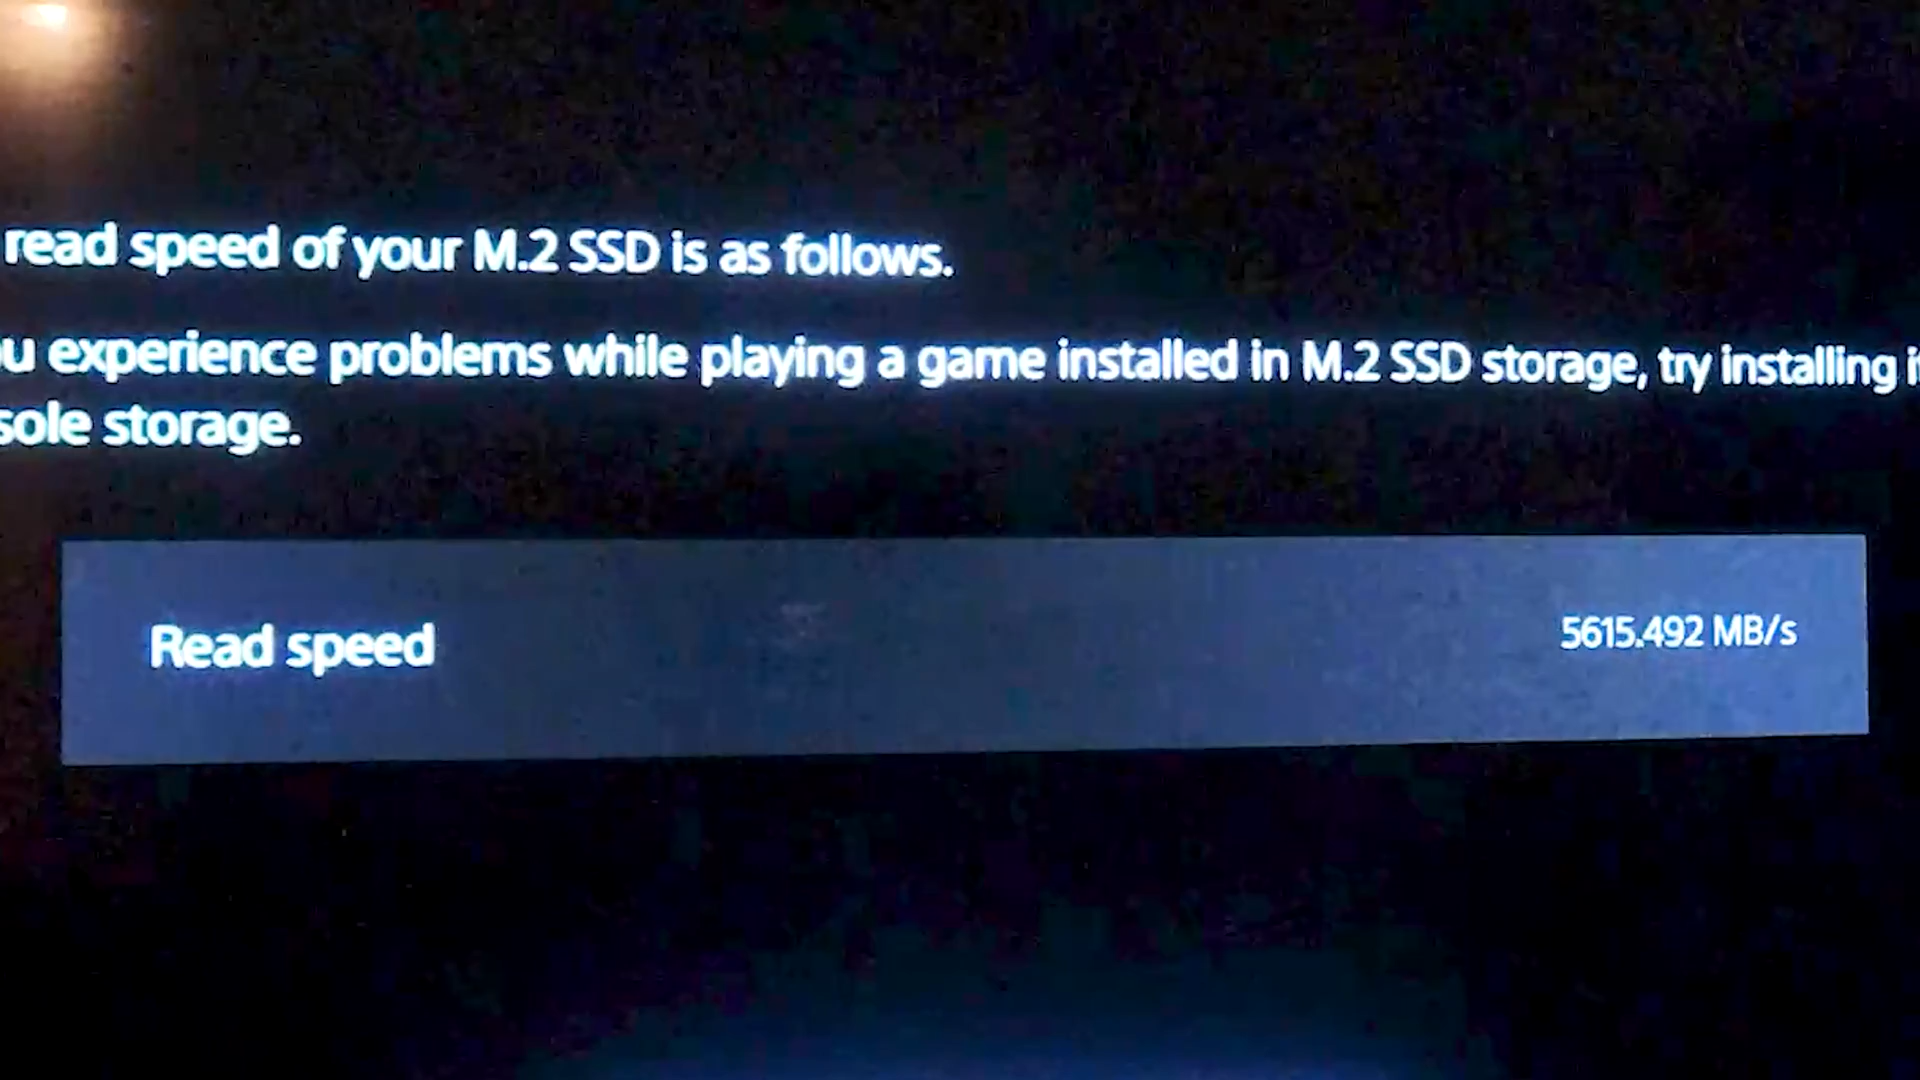 read speed of your M.2 SSD is as follows.
u experience problems while playing a game installed in M.2 SSD storage, try installing i
sole storage.
Read speed 5615.492 MB/s